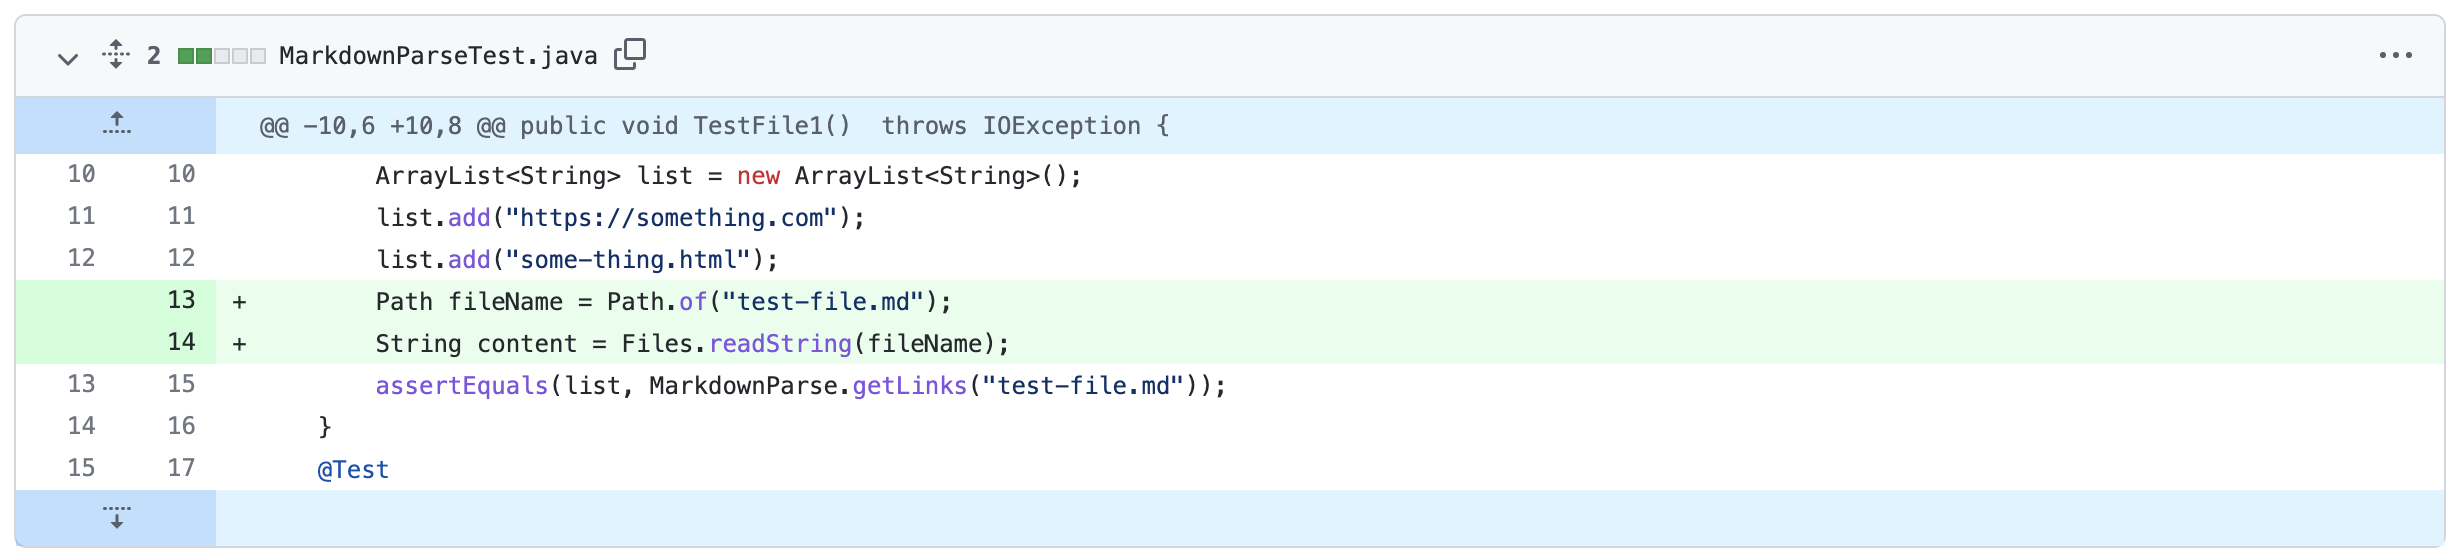 2 MarkdownParseTest.java
@@ -10,6 +10,8 @@ public void TestFile1()  throws IOException {
10 10 ArrayList<String> list = new ArrayList<String>();
11 11 list.add("https://something.com");
12 12 list.add("some-thing.html");
13 + Path fileName = Path.of("test-file.md");
14 + String content = Files.readString(fileName);
13 15 assertEquals(list, MarkdownParse.getLinks("test-file.md"));
14 16 }
15 17 @Test